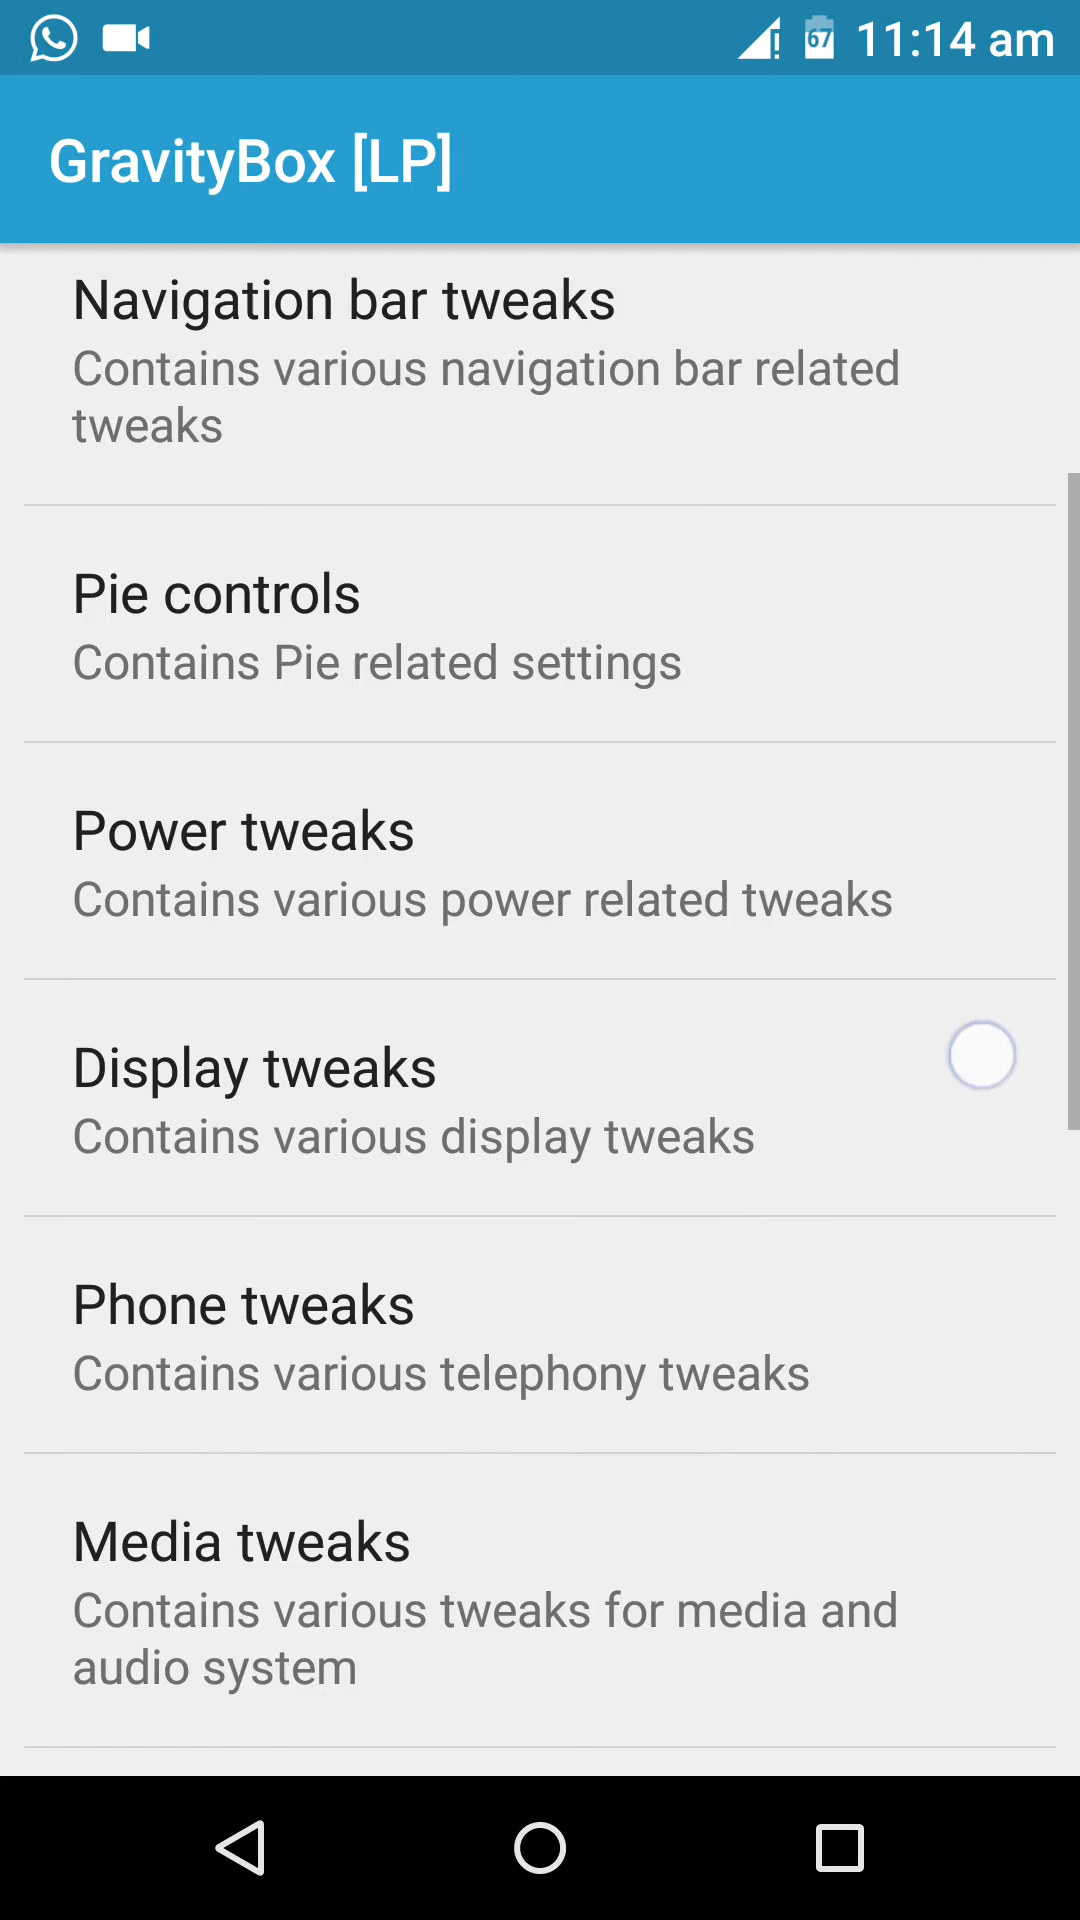 67 11:14 am
GravityBox [LP]
Navigation bar tweaks
Contains various navigation bar related
tweaks
Pie controls
Contains Pie related settings
Power tweaks
Contains various power related tweaks
Display tweaks
Contains various display tweaks
Phone tweaks
Contains various telephony tweaks
Media tweaks
Contains various tweaks for media and
audio system